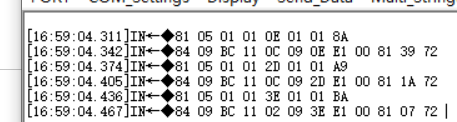 PORT COM_Settings Display Send_Data Multi_Strings
[16:59:04.311]IN←◆81 05 01 01 0E 01 01 8A
[16:59:04.342]IN←◆84 09 BC 11 0C 09 0E E1 00 81 39 72
[16:59:04.374]IN←◆81 05 01 01 2D 01 01 A9
[16:59:04.405]IN←◆84 09 BC 11 0C 09 2D E1 00 81 1A 72
[16:59:04.436]IN←◆81 05 01 01 3E 01 01 BA
[16:59:04.467]IN←◆84 09 BC 11 02 09 3E E1 00 81 07 72